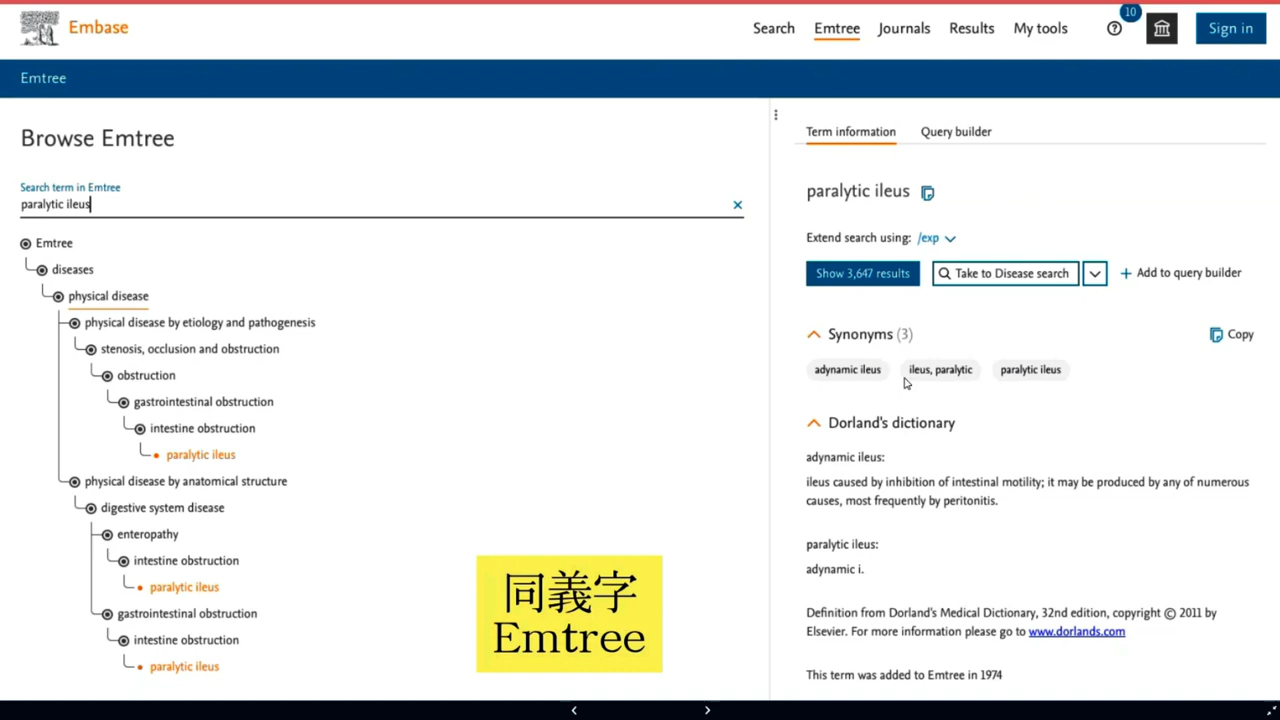 Embase
Search Emtree Journals Results My tools
10
Sign in
Emtree
Browse Emtree
Search term in Emtree
paralytic ileus
Emtree
diseases
physical disease
physical disease by etiology and pathogenesis
stenosis, occlusion and obstruction
obstruction
gastrointestinal obstruction
intestine obstruction
paralytic ileus
physical disease by anatomical structure
digestive system disease
enteropathy
intestine obstruction
paralytic ileus
gastrointestinal obstruction
intestine obstruction
paralytic ileus
同義字
Emtree
Term information Query builder
paralytic ileus
Extend search using: /exp
Show 3,647 results Take to Disease search + Add to query builder
Synonyms (3) Copy
adynamic ileus ileus, paralytic paralytic ileus
Dorland's dictionary
adynamic ileus:
ileus caused by inhibition of intestinal motility; it may be produced by any of numerous
causes, most frequently by peritonitis.
paralytic ileus:
adynamic i.
Definition from Dorland's Medical Dictionary, 32nd edition, copyright © 2011 by
Elsevier. For more information please go to www.dorlands.com
This term was added to Emtree in 1974